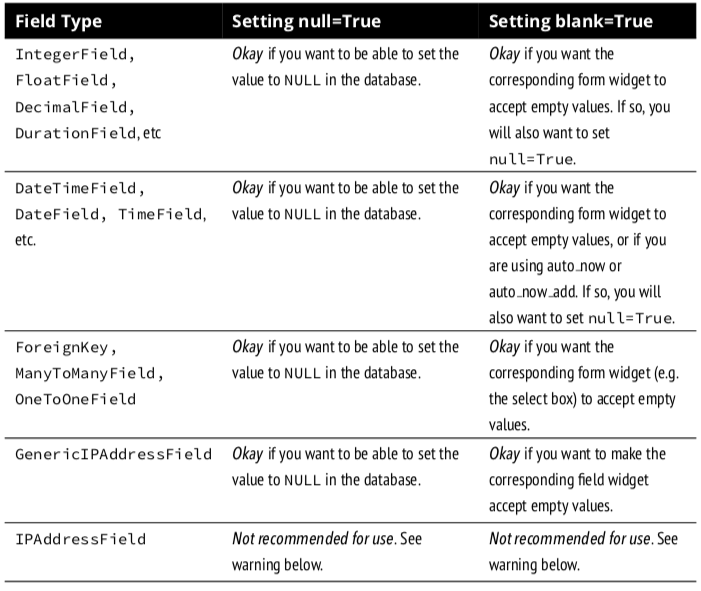 Field Type Setting null=True Setting blank=True
IntegerField,
FloatField,
DecimalField,
DurationField, etc
Okay if you want to be able to set the
value to NULL in the database.
Okay if you want the
corresponding form widget to
accept empty values. If so, you
will also want to set
null=True.
DateTimeField,
DateField, TimeField,
etc.
Okay if you want to be able to set the
value to NULL in the database.
Okay if you want the
corresponding form widget to
accept empty values, or if you
are using auto_now or
auto_now_add. If so, you will
also want to set null=True.
ForeignKey,
ManyToManyField,
OneToOneField
Okay if you want to be able to set the
value to NULL in the database.
Okay if you want the
corresponding form widget (e.g.
the select box) to accept empty
values.
GenericIPAddressField
Okay if you want to be able to set the
value to NULL in the database.
Okay if you want to make the
corresponding field widget
accept empty values.
IPAddressField
Not recommended for use. See
warning below.
Not recommended for use. See
warning below.